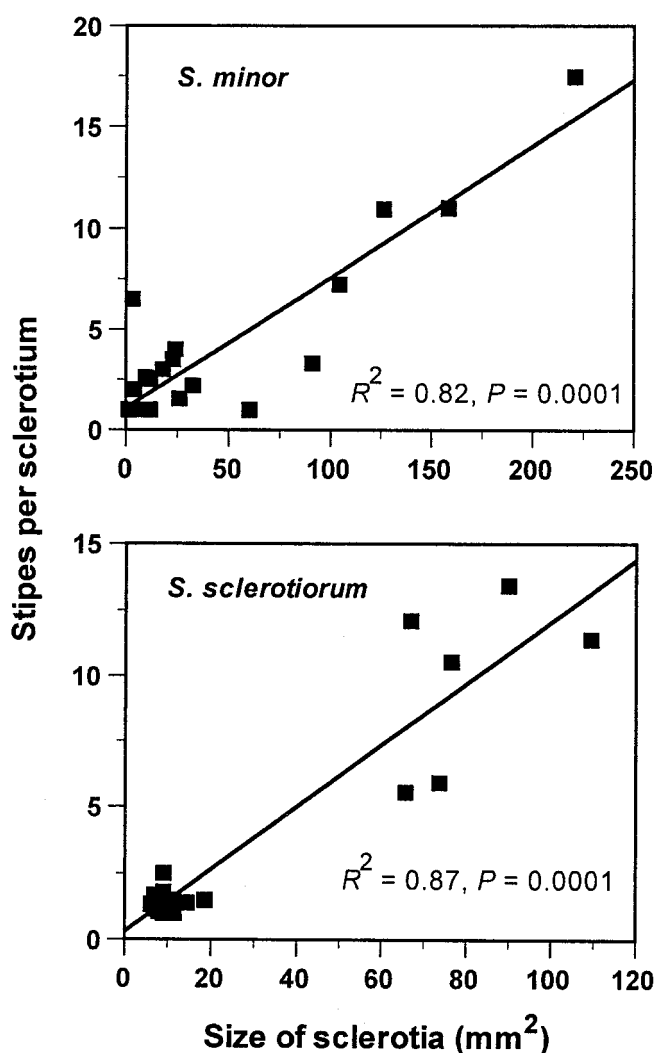 20
S. minor
15
10
5
R² = 0.82, P = 0.0001
0
0 50 100 150 200 250
Stipes per sclerotium
15
S. sclerotiorum
10
5
R² = 0.87, P = 0.0001
0
0 20 40 60 80 100 120
Size of sclerotia (mm²)